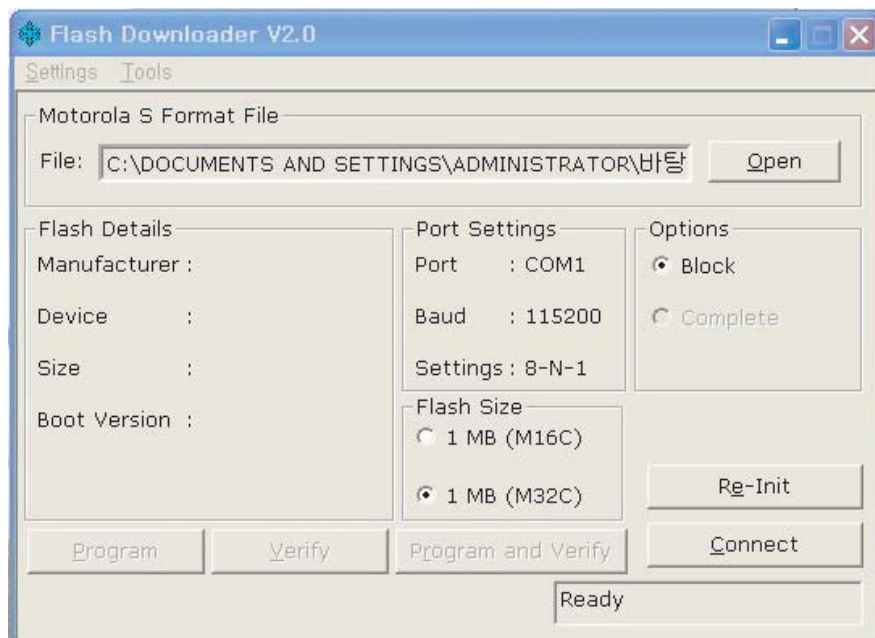 Flash Downloader V2.0
Settings Tools
Motorola S Format File
File: C:\DOCUMENTS AND SETTINGS\ADMINISTRATOR\바탕 Open
Flash Details
Manufacturer :
Device :
Size :
Boot Version :
Port Settings
Port : COM1
Baud : 115200
Settings : 8-N-1
Options
Block
Complete
Flash Size
1 MB (M16C)
1 MB (M32C)
Re-Init
Connect
Program Verify Program and Verify
Ready